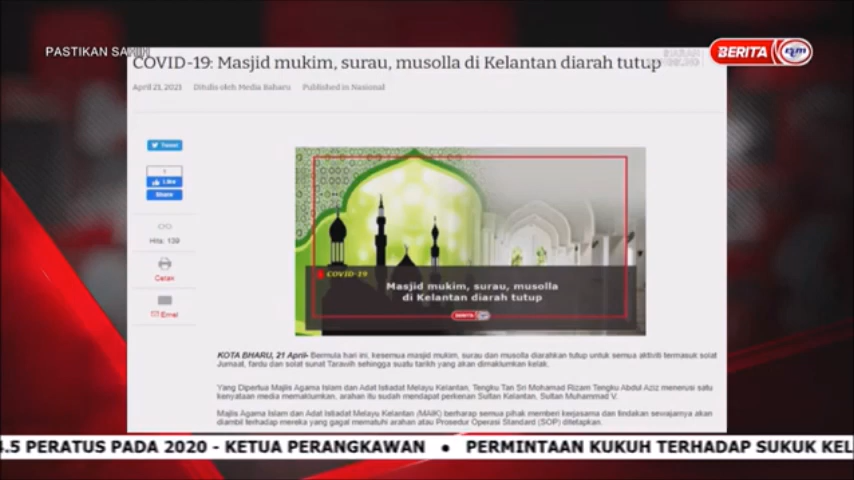 PASTIKAN
BERITA
COVID-19: Masjid mukim, surau, musolla di Kelantan diarah tutup
April 21, 2021 Ditulis oleh Media Baharu Published in Nasional
Tweet
Like
Share
Hits: 139
Cetak
Emel
COVID-19
Masjid mukim, surau, musolla
di Kelantan diarah tutup
BERITA
KOTA BHARU, 21 April- Bermula hari ini, kesemua masjid mukim, surau dan musolla diarahkan tutup untuk semua aktiviti termasuk solat
Jumaat, fardu dan solat sunat Tarawih sehingga suatu tarikh yang akan dimaklumkan kelak.
Yang Dipertua Majlis Agama Islam dan Adat Istiadat Melayu Kelantan, Tengku Tan Sri Mohamad Rizam Tengku Abdul Aziz menerusi satu
kenyataan media memaklumkan, arahan itu sudah mendapat perkenan Sultan Kelantan, Sultan Muhammad V.
Majlis Agama Islam dan Adat Istiadat Melayu Kelantan (MAIK) berharap semua pihak memberi kerjasama dan tindakan sewajarnya akan
diambil terhadap mereka yang gagal mematuhi arahan atau Prosedur Operasi Standard (SOP) ditetapkan.
4.5 PERATUS PADA 2020 - KETUA PERANGKAWAN • PERMINTAAN KUKUH TERHADAP SUKUK KEL